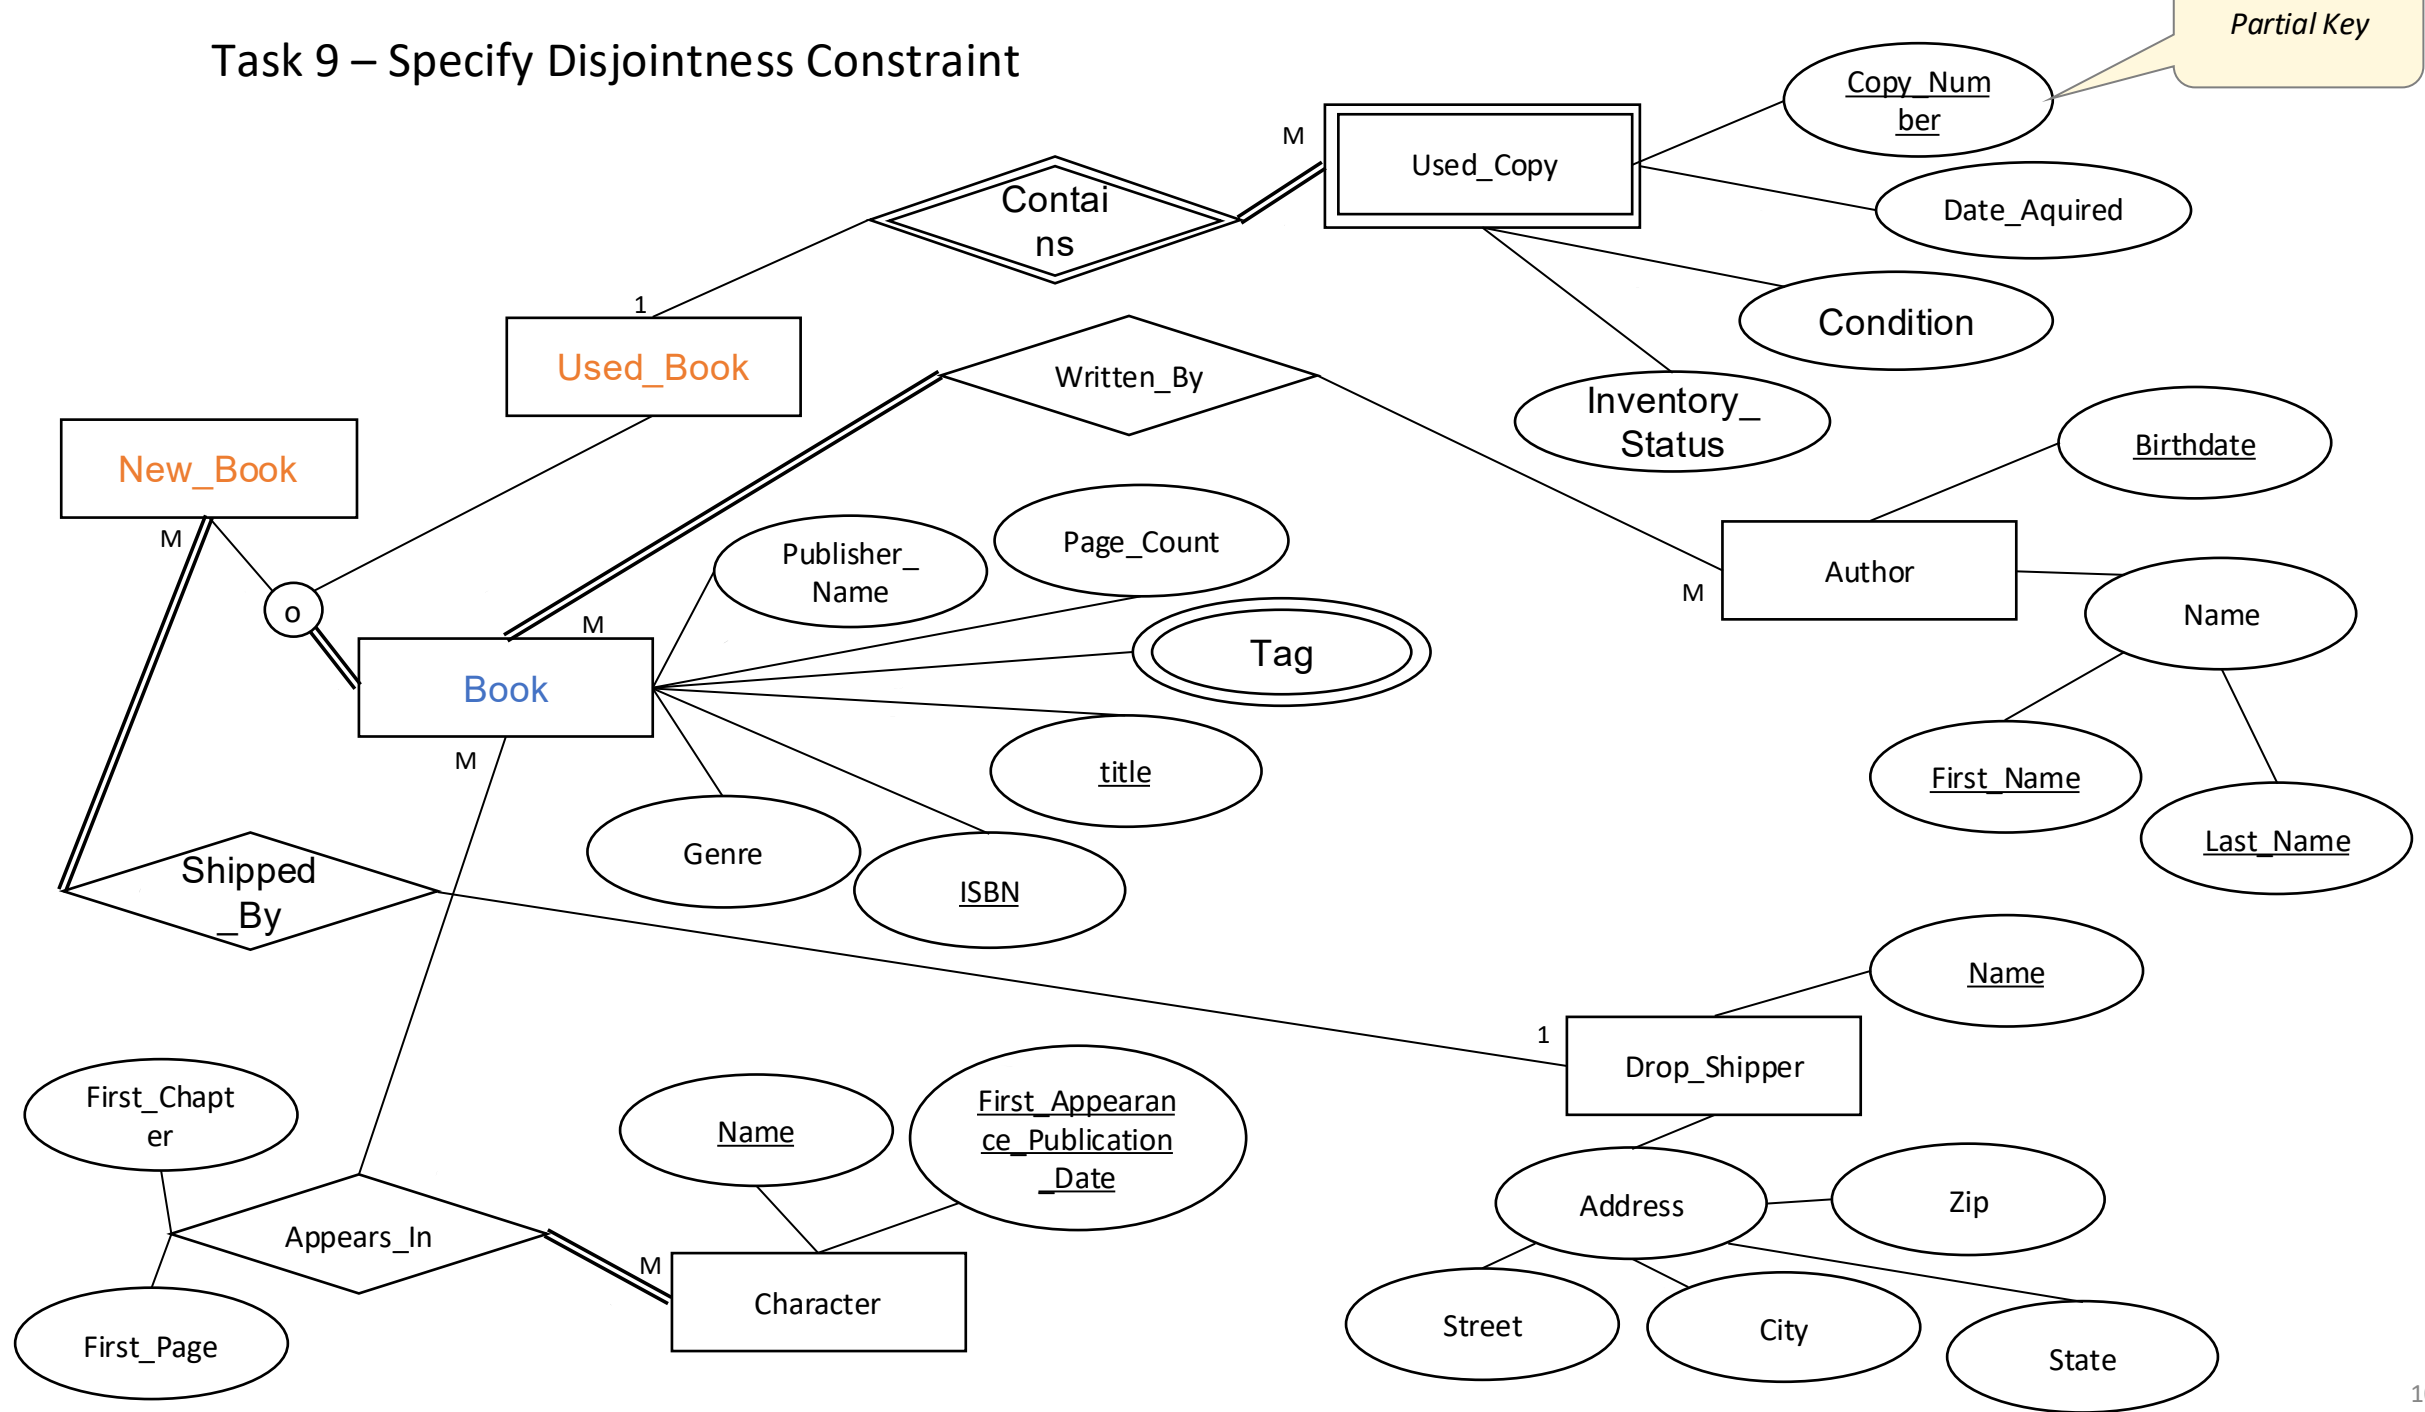 Partial Key
Task 9 – Specify Disjointness Constraint
Copy_Num
ber
M
Used_Copy
Contai
ns
Date_Aquired
1
Condition
Used_Book
Written_By
Inventory_
Status
Birthdate
New_Book
M
Publisher_
Name
Page_Count
Author
M
o
M
Name
Tag
Book
M
title
First_Name
Genre
Last_Name
Shipped
_By
ISBN
Name
1
Drop_Shipper
First_Chapt
er
Name
First_Appearan
ce_Publication
_Date
Address
Zip
Appears_In
M
Character
Street
City
First_Page
State